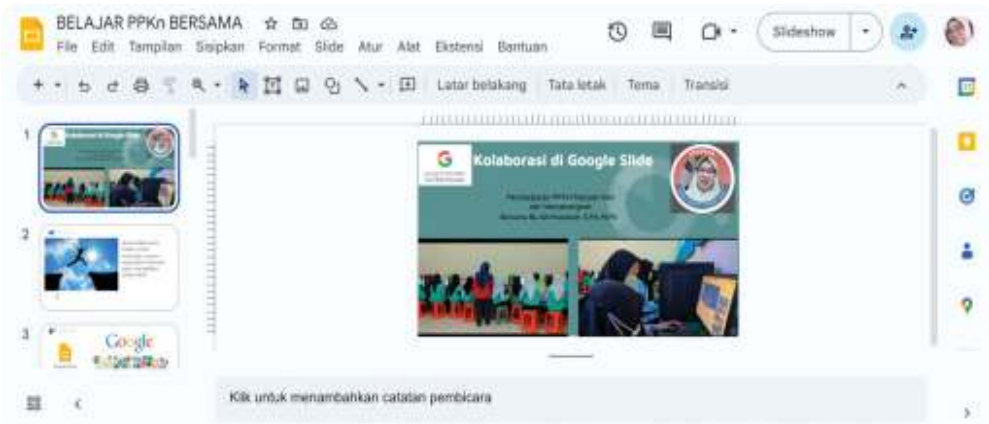 BELAJAR PPKn BERSAMA
File Edit Tampilan Sisipkan Format Slide Atur Alat Ekstensi Bantuan
Slideshow
Latar belakang Tata letak Tema Transisi
1
2
3
Google
Kolaborasi di Google Slide
Klik untuk menambahkan catatan pembicara